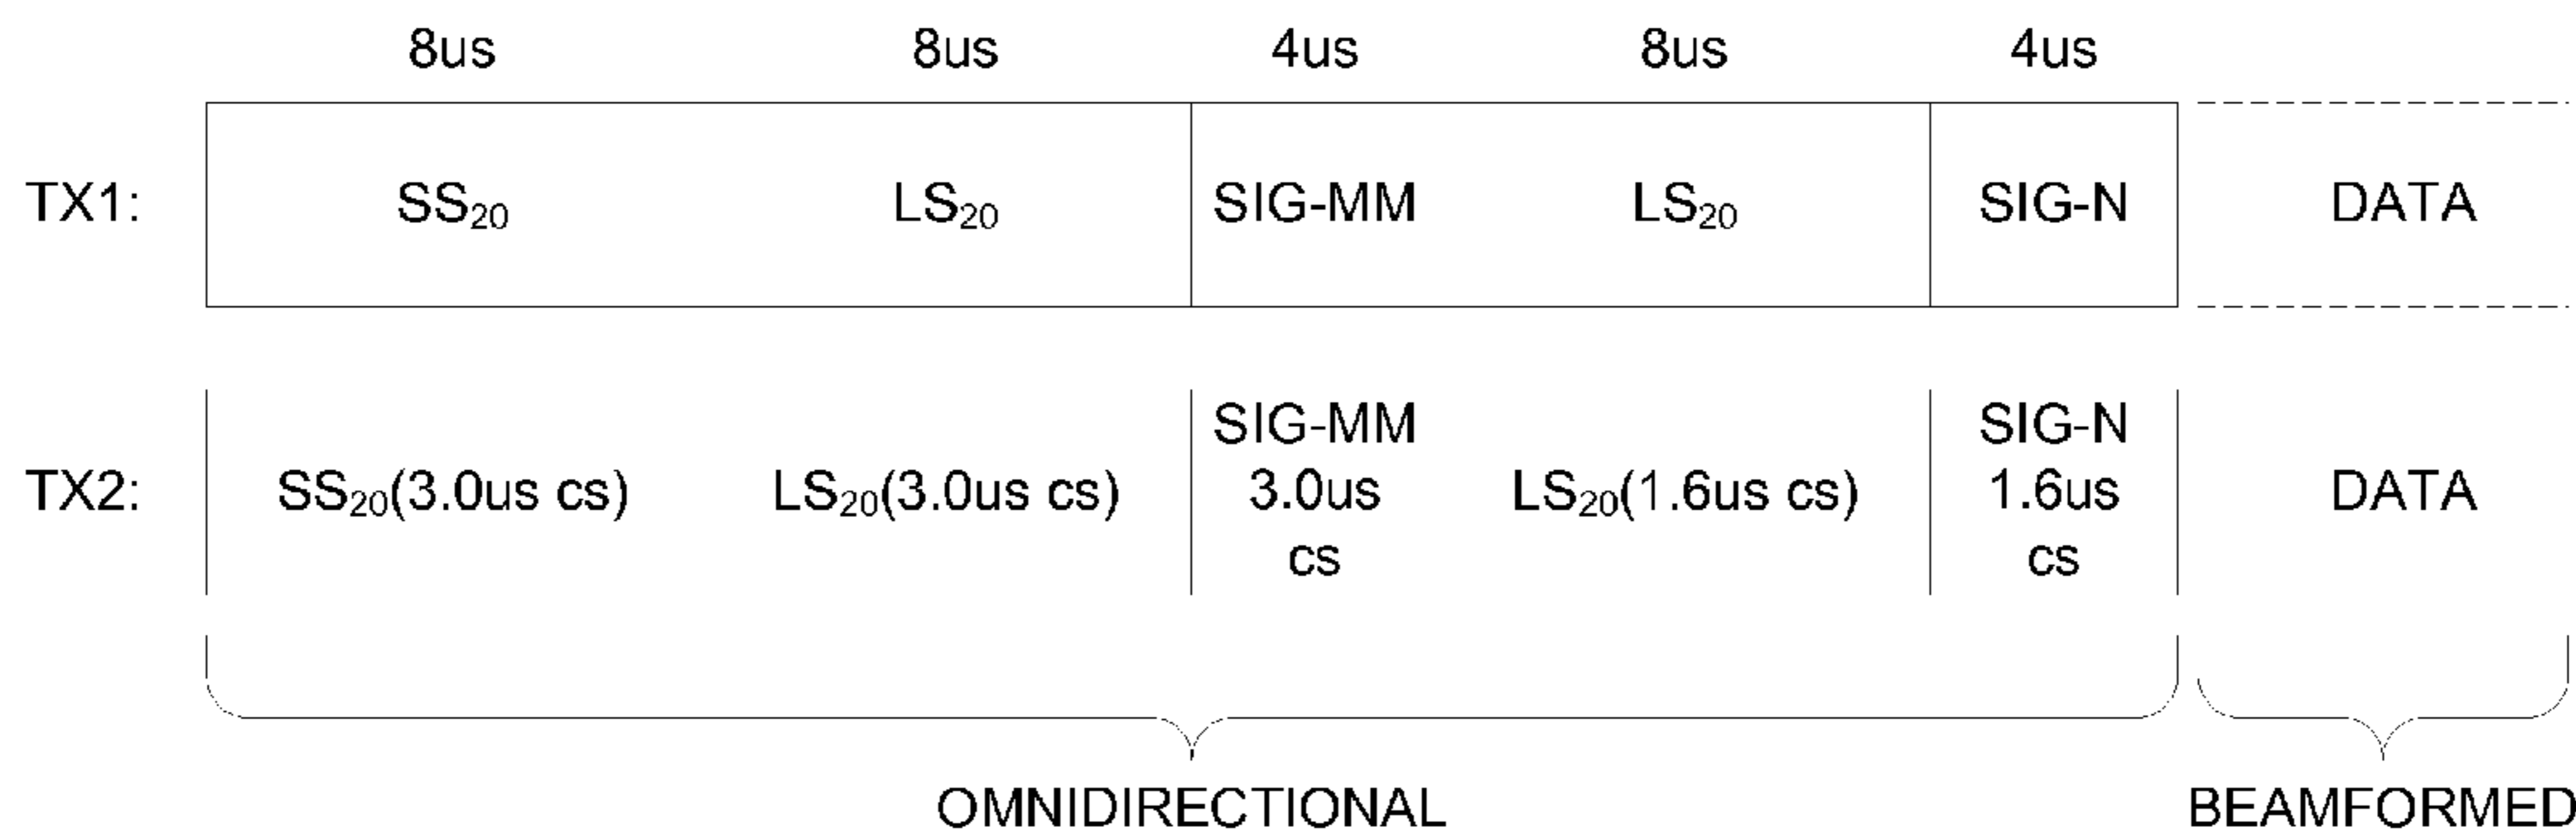 8us 8us 4us 8us 4us
TX1: SS20 LS20 SIG-MM LS20 SIG-N DATA
TX2: SS20(3.0us cs) LS20(3.0us cs) SIG-MM 3.0us cs LS20(1.6us cs) SIG-N 1.6us cs DATA
OMNIDIRECTIONAL BEAMFORMED